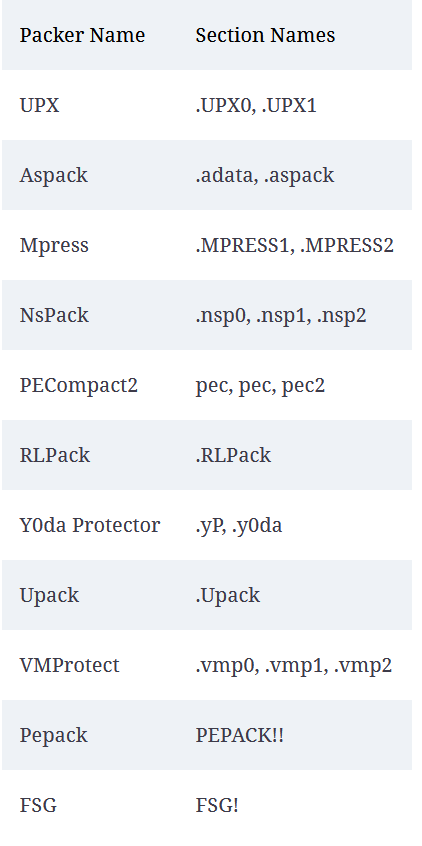 Packer Name Section Names
UPX .UPX0, .UPX1
Aspack .adata, .aspack
Mpress .MPRESS1, .MPRESS2
NsPack .nsp0, .nsp1, .nsp2
PECompact2 pec, pec, pec2
RLPack .RLPack
Y0da Protector .yP, .y0da
Upack .Upack
VMProtect .vmp0, .vmp1, .vmp2
Pepack PEPACK!!
FSG FSG!